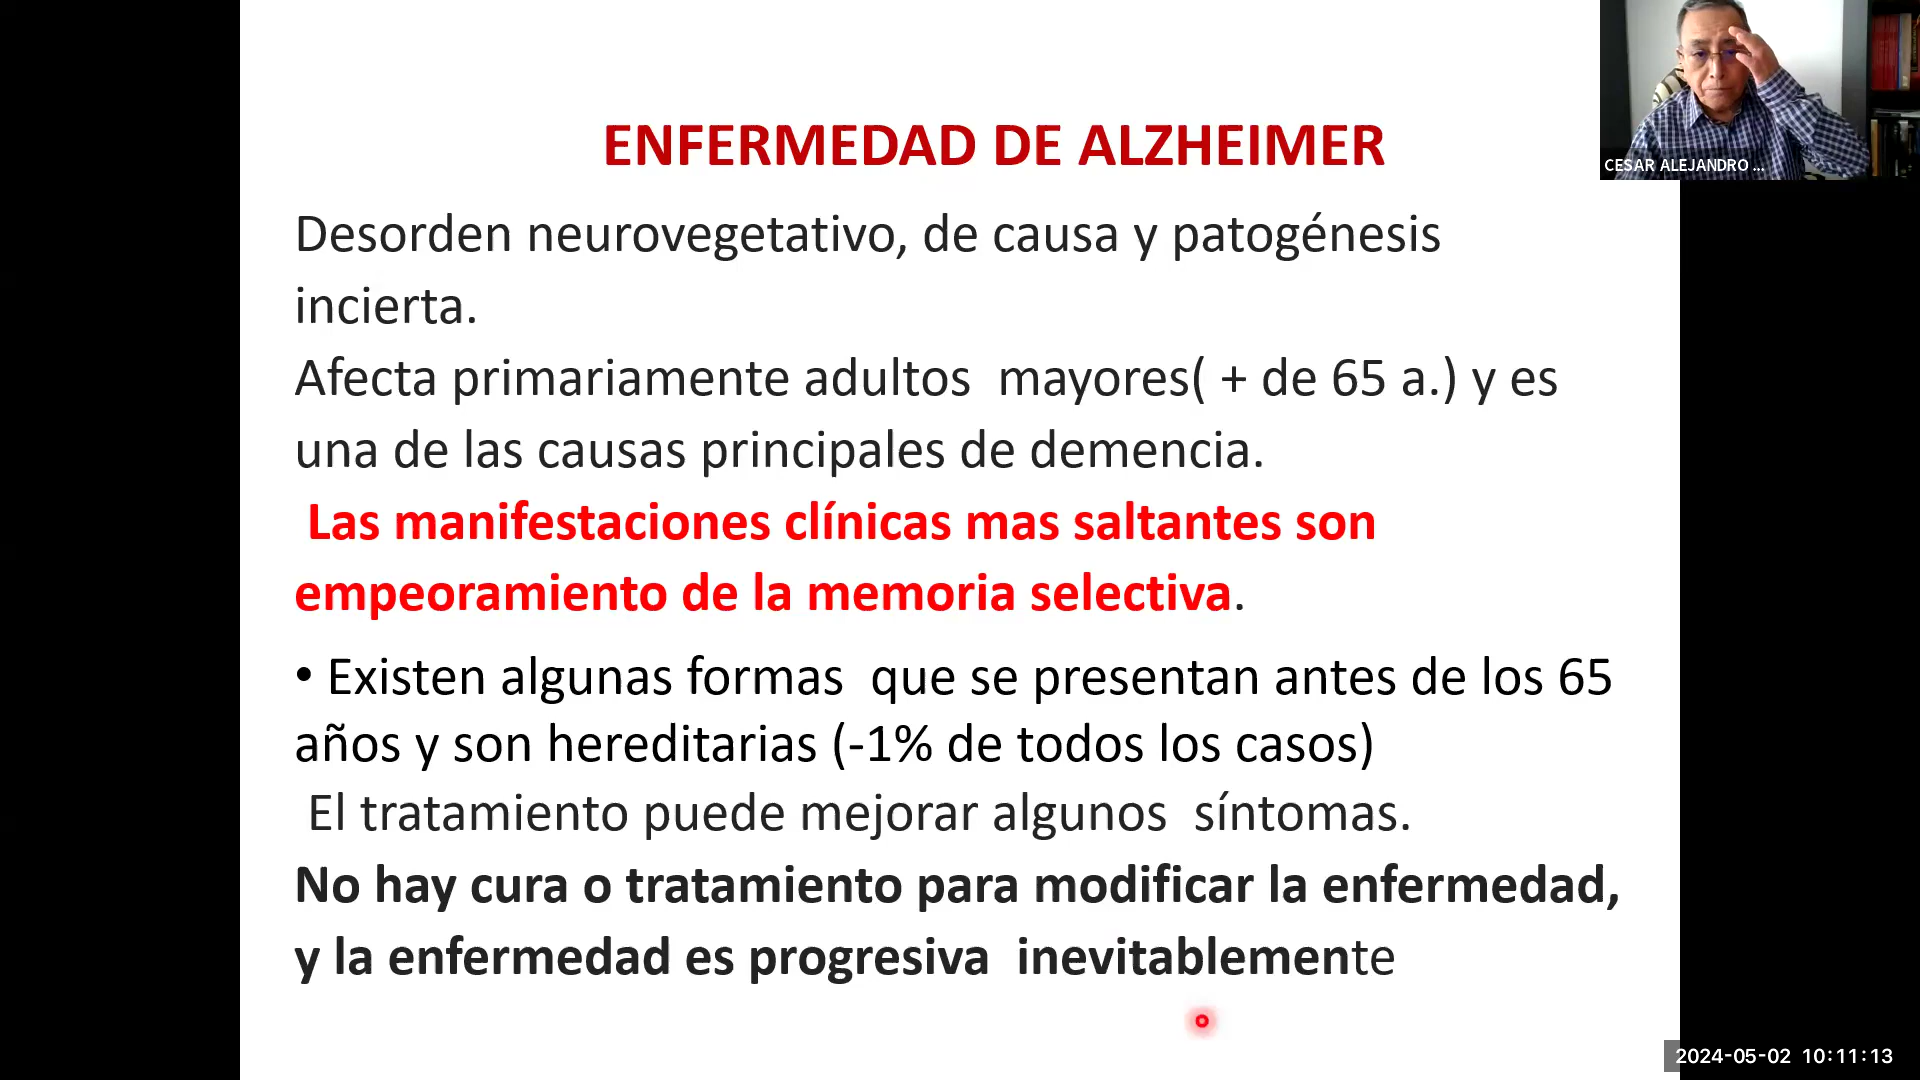 ENFERMEDAD DE ALZHEIMER
CESAR ALEJANDRO ...
Desorden neurovegetativo, de causa y patogénesis
incierta.
Afecta primariamente adultos  mayores( + de 65 a.) y es
una de las causas principales de demencia.
Las manifestaciones clínicas mas saltantes son
empeoramiento de la memoria selectiva.
• Existen algunas formas  que se presentan antes de los 65
años y son hereditarias (-1% de todos los casos)
El tratamiento puede mejorar algunos  síntomas.
No hay cura o tratamiento para modificar la enfermedad,
y la enfermedad es progresiva  inevitablemente
2024-05-02 10:11:13